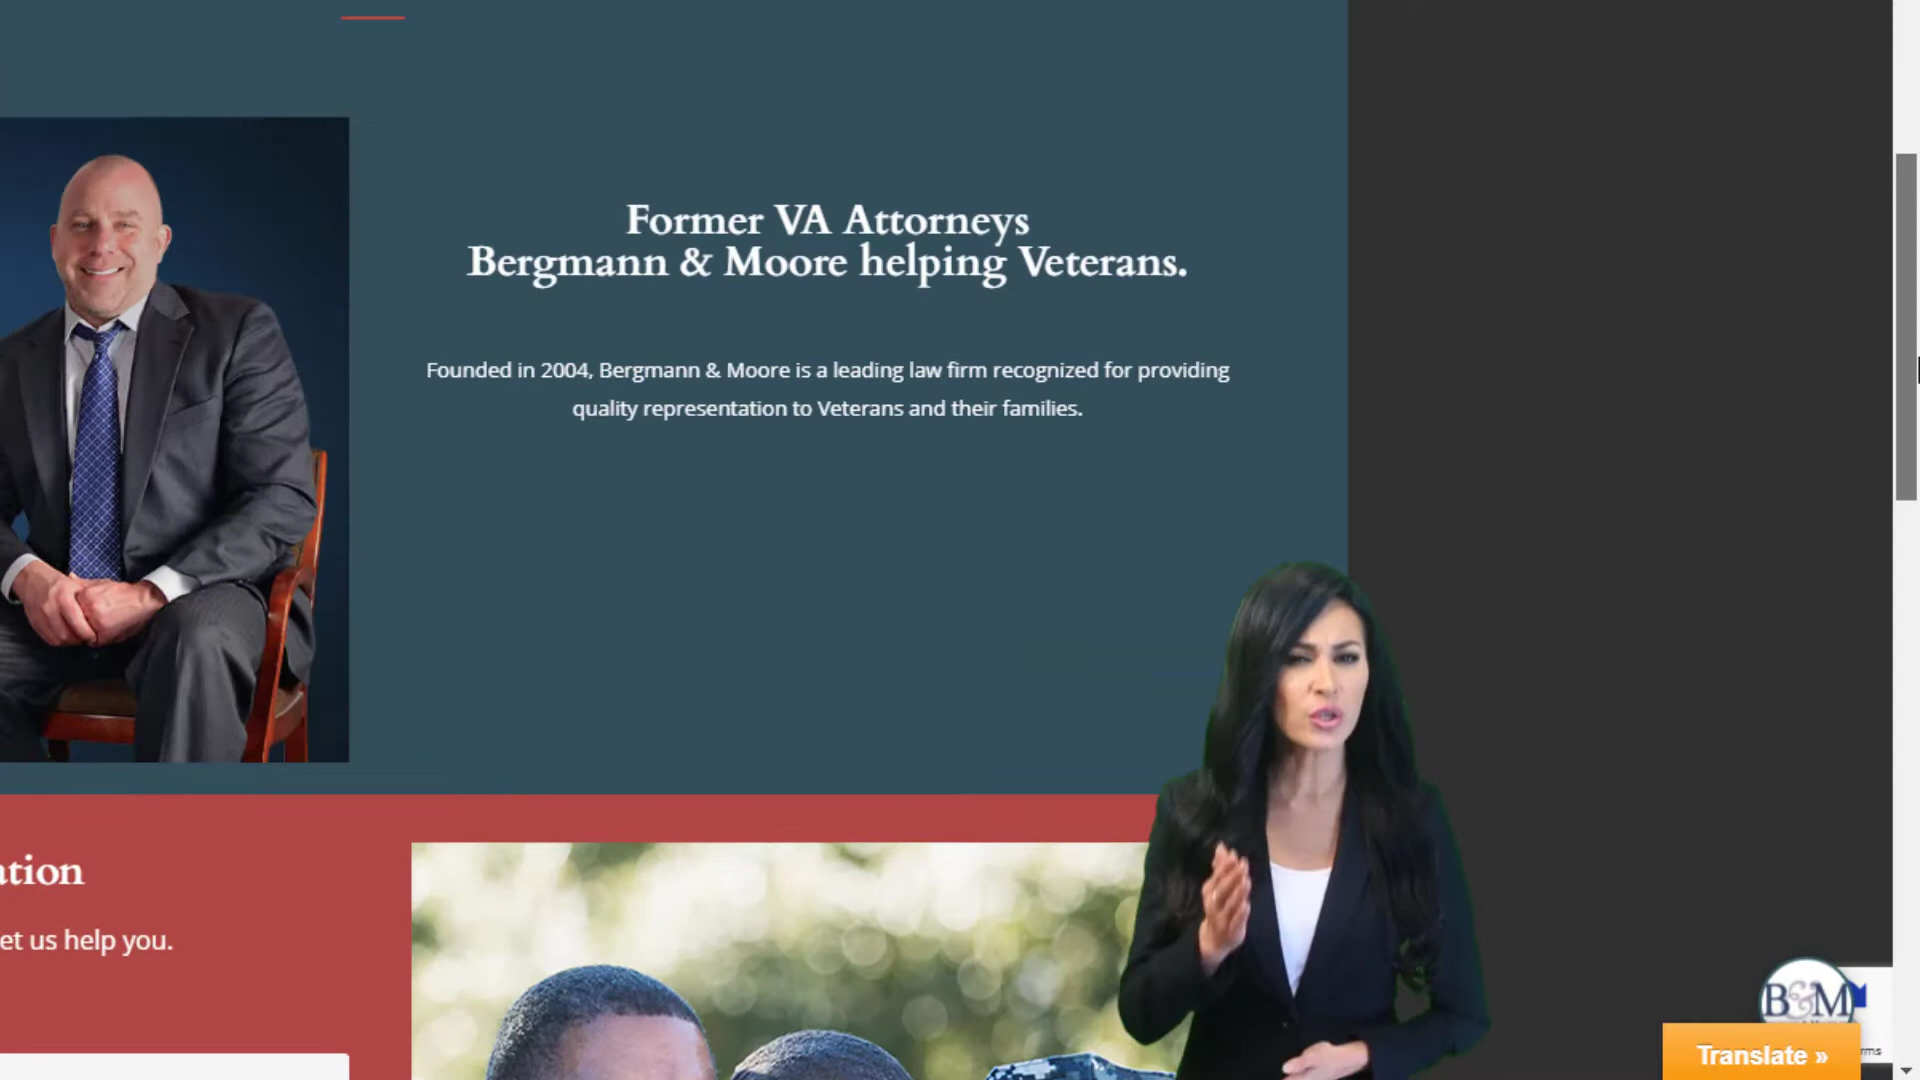 Former VA Attorneys
Bergmann & Moore helping Veterans.
Founded in 2004, Bergmann & Moore is a leading law firm recognized for providing
quality representation to Veterans and their families.
ation
et us help you.
B&M
Translate »
rms